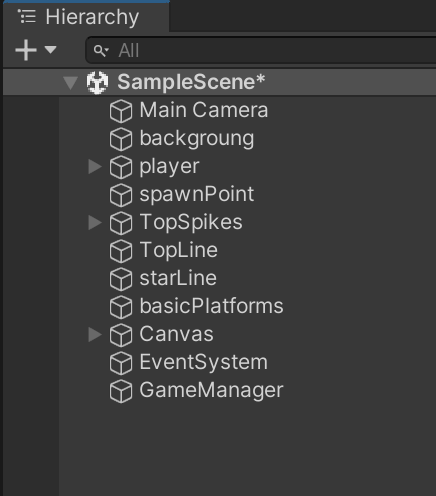 Hierarchy
All
SampleScene*
Main Camera
backgroung
player
spawnPoint
TopSpikes
TopLine
starLine
basicPlatforms
Canvas
EventSystem
GameManager